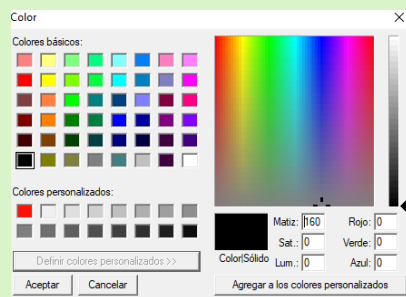 Color
Colores básicos:
Colores personalizados:
Definir colores personalizados >>
Aceptar Cancelar
Color|Sólido
Matiz: 160 Rojo: 0
Sat.: 0 Verde: 0
Lum.: 0 Azul: 0
Agregar a los colores personalizados